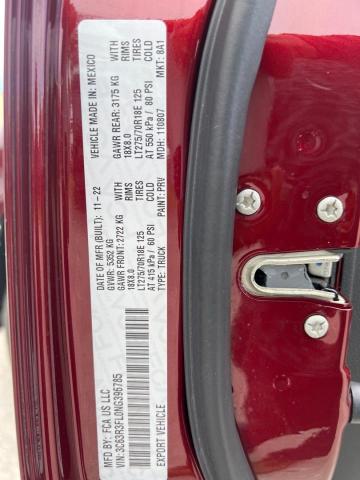 MFD BY: FCA US LLC
DATE OF MFR (BUILT): 11-22
VEHICLE MADE IN: MEXICO
GVWR: 5352 KG
GAWR FRONT: 2722 KG WITH
GAWR REAR: 3175 KG WITH
18X8.0 RIMS
18X8.0 RIMS
LT275/70R18E 125 TIRES
LT275/70R18E 125 TIRES
AT 415 kPa / 60 PSI COLD
AT 550 kPa / 80 PSI COLD
VIN: 3C63R3FL0NG396785
TYPE: TRUCK
PAINT: PRV
MDH: 110807
MKT: 8A1
EXPORT VEHICLE